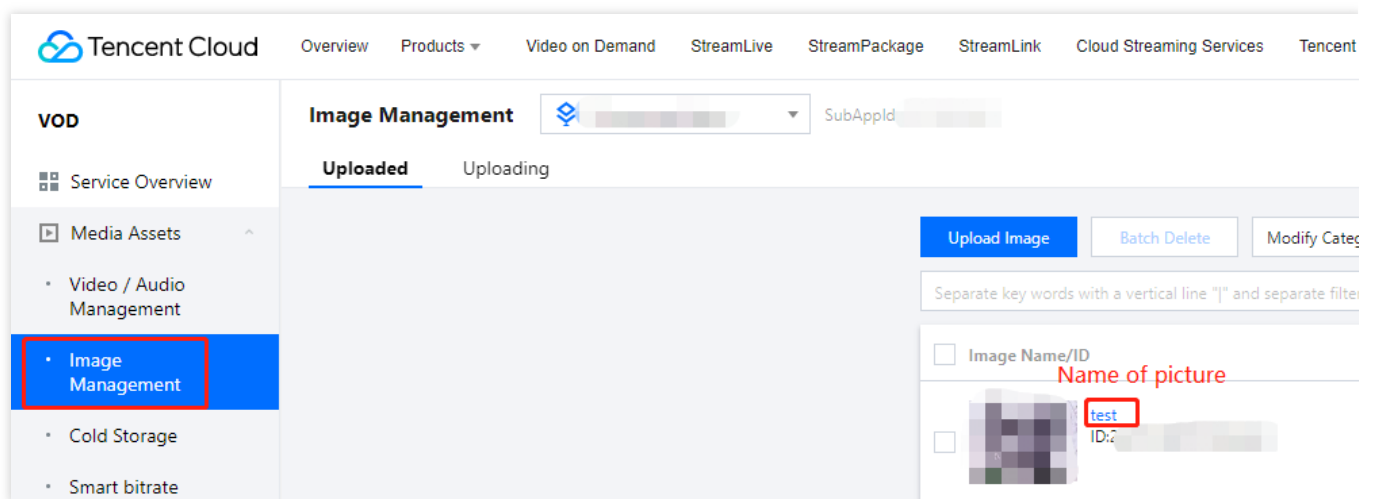 Tencent Cloud
Overview
Products
Video on Demand
StreamLive
StreamPackage
StreamLink
Cloud Streaming Services
Tencent
VOD
Image Management
SubAppId
Uploaded
Uploading
Service Overview
Media Assets
Video / Audio
Management
Image
Management
Cold Storage
Smart bitrate
Upload Image
Batch Delete
Modify
Separate key words with a vertical line "|" and separate
Image Name/ID
Name of picture
test
ID:2